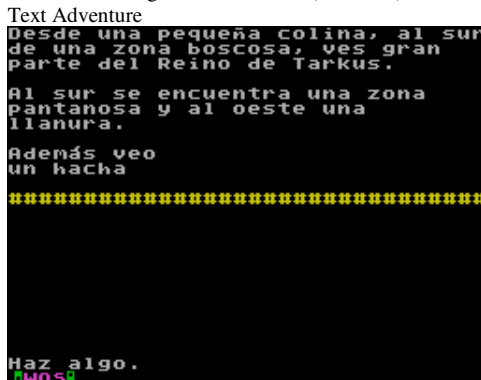 Text Adventure
Desde una pequeña colina, al sur
de una zona boscosa, ves gran
parte del Reino de Tarkus.
Al sur se encuentra una zona
pantanosa y al oeste una
llanura.
Además veo
un hacha
################################
Haz algo.